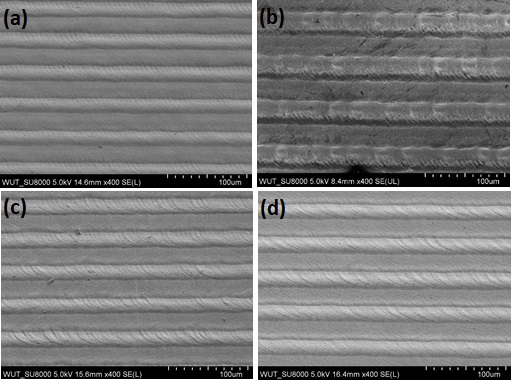 (a)
WUT_SU8000 5.0kV 14.6mm x400 SE(L) 100um
(b)
WUT_SU8000 5.0kV 8.4mm x400 SE(UL) 100um
(c)
WUT_SU8000 5.0kV 15.6mm x400 SE(L) 100um
(d)
WUT_SU8000 5.0kV 16.4mm x400 SE(L) 100um